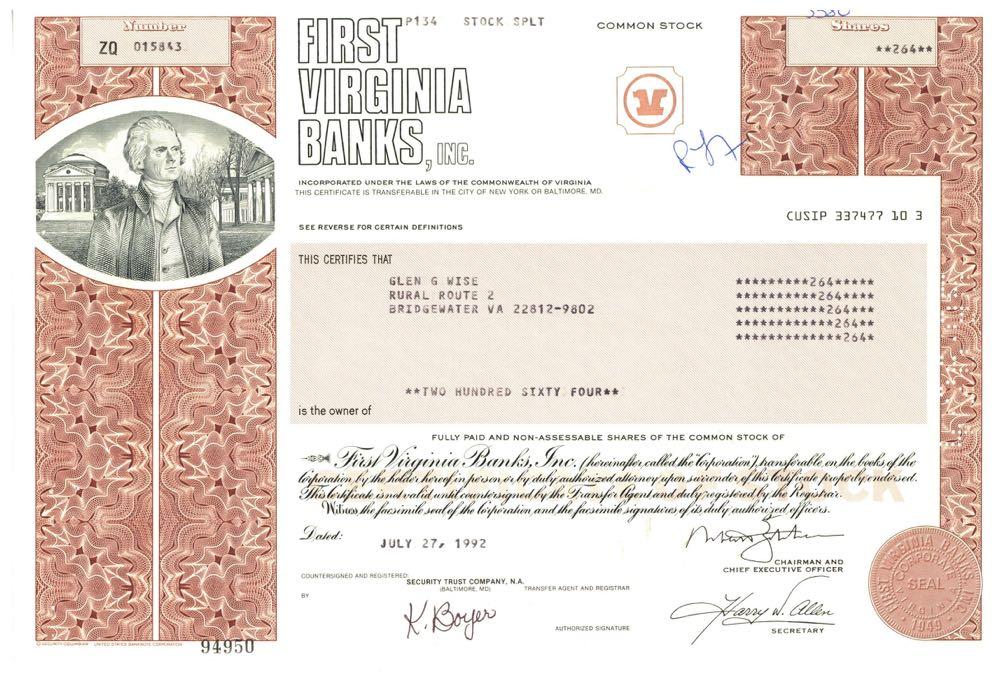 Number
ZQ 015843
FIRST
VIRGINIA
BANKS, INC.
P134 STOCK SPLT
COMMON STOCK
Shares
**264**
INCORPORATED UNDER THE LAWS OF THE COMMONWEALTH OF VIRGINIA
THIS CERTIFICATE IS TRANSFERABLE IN THE CITY OF NEW YORK OR BALTIMORE, MD.
CUSIP 337477 10 3
SEE REVERSE FOR CERTAIN DEFINITIONS
THIS CERTIFIES THAT
GLEN G WISE
RURAL ROUTE 2
BRIDGEWATER VA 22812-9802
*********264*****
*********264****
*********264***
**********264**
***********264*
**TWO HUNDRED SIXTY FOUR**
is the owner of
FULLY PAID AND NON-ASSESSABLE SHARES OF THE COMMON STOCK OF
First Virginia Banks, Inc. (hereinafter called the "Corporation"), transferable on the books of the
Corporation by the holder hereof in person or by duly authorized attorney upon surrender of this certificate properly endorsed.
This certificate is not valid until countersigned by the Transfer Agent and duly registered by the Registrar.
Witness the facsimile seal of the Corporation and the facsimile signatures of its duly authorized officers.
Dated: JULY 27, 1992
CHAIRMAN AND
CHIEF EXECUTIVE OFFICER
COUNTERSIGNED AND REGISTERED:
SECURITY TRUST COMPANY, N.A.
(BALTIMORE, MD) TRANSFER AGENT AND REGISTRAR
BY
K. Boyer
AUTHORIZED SIGNATURE
Harry W. Allen
SECRETARY
FIRST VIRGINIA BANKS, INC.
CORPORATE
SEAL
VIRGINIA
1949
© SECURITY-COLUMBIAN UNITED STATES BANKNOTE CORPORATION
94950